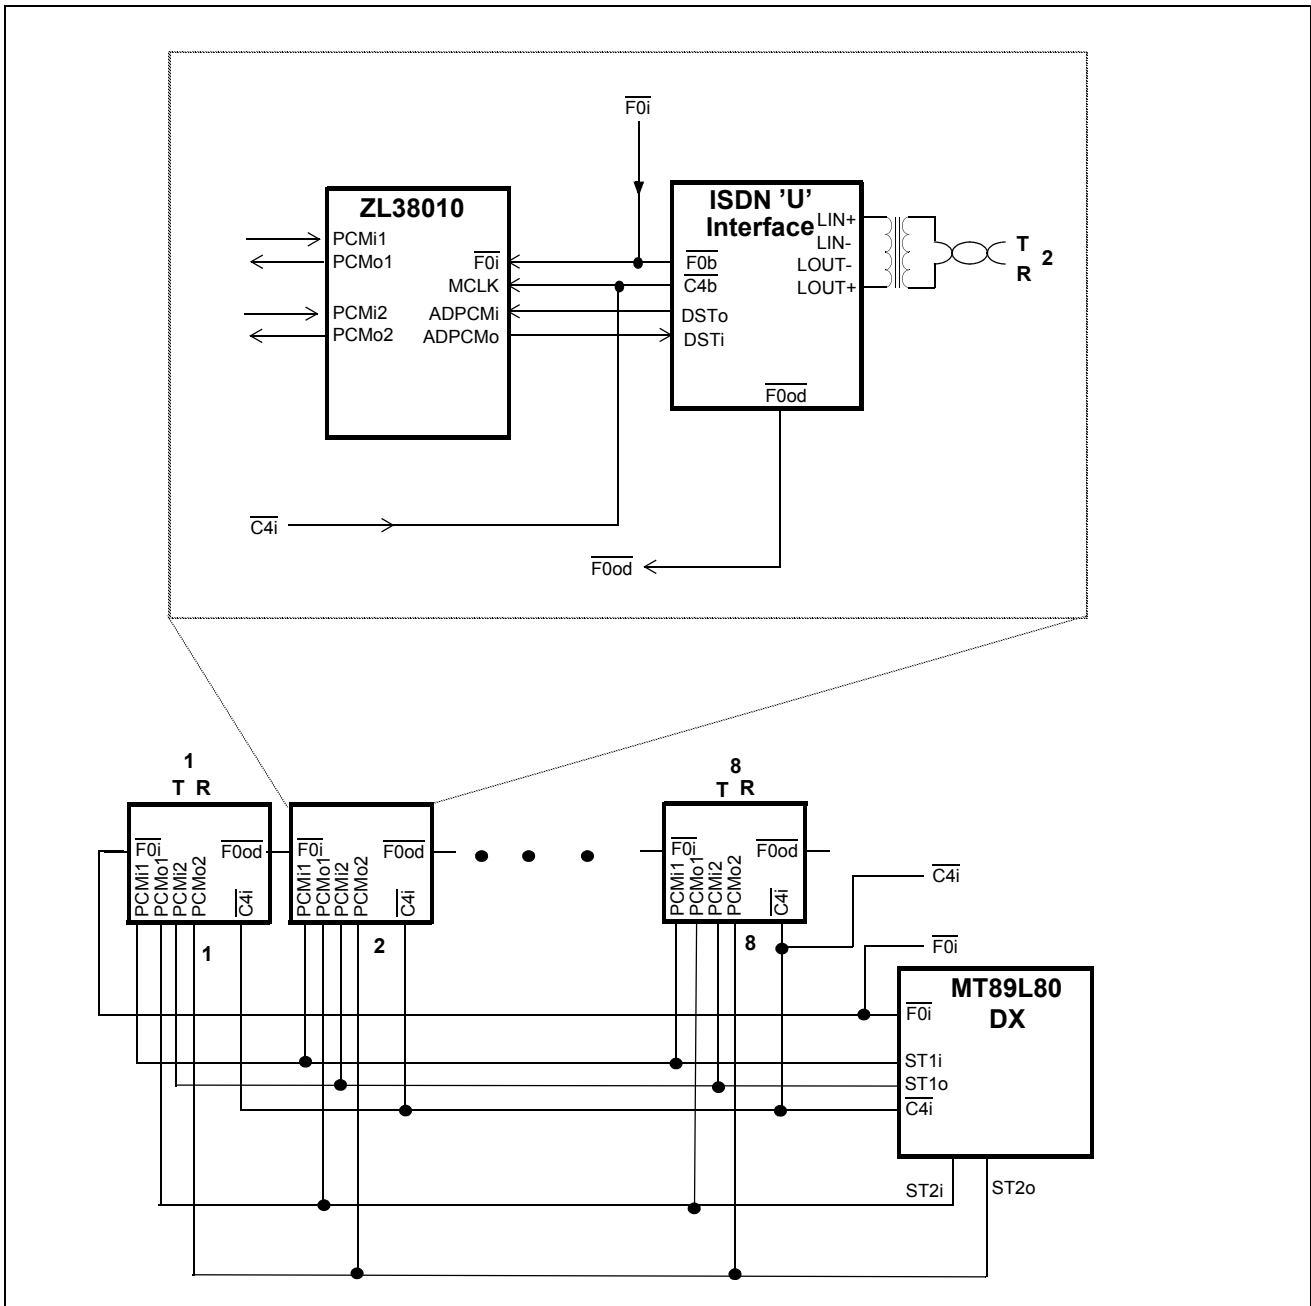 F0i
ZL38010
PCMi1
PCMo1
PCMi2
PCMo2
F0i
MCLK
ADPCMi
ADPCMo
ISDN 'U'
Interface
LIN+
LIN-
LOUT-
LOUT+
F0b
C4b
DSTo
DSTi
F0od
T
R
2
C4i
F0od
1
T R
F0i
F0od
PCMi1
PCMo1
PCMi2
PCMo2
C4i
1
F0i
F0od
PCMi1
PCMo1
PCMi2
PCMo2
C4i
2
8
T R
F0i
F0od
PCMi1
PCMo1
PCMi2
PCMo2
C4i
8
C4i
F0i
MT89L80
DX
F0i
ST1i
ST1o
C4i
ST2i
ST2o